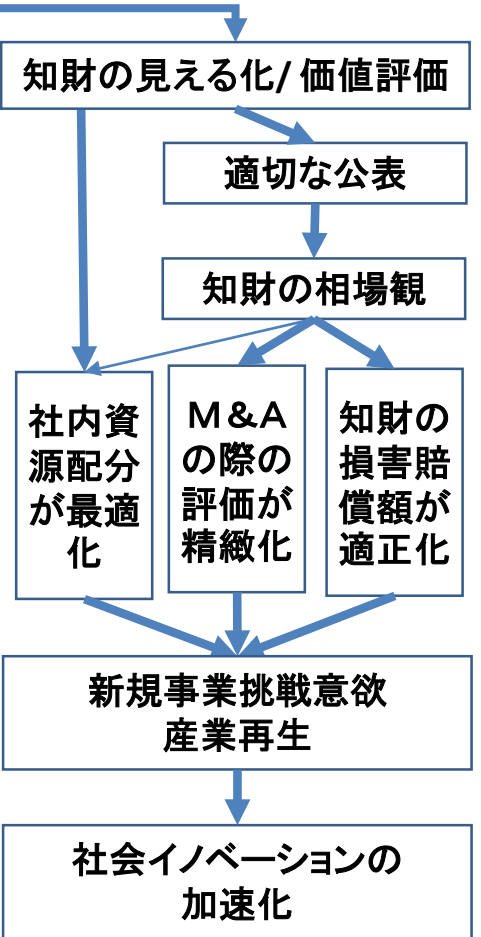 知財の見える化/価値評価
適切な公表
知財の相場観
社内資
源配分
が最適
化
M&A
の際の
評価が
精緻化
知財の
損害賠
償額が
適正化
新規事業挑戦意欲
産業再生
社会イノベーションの
加速化